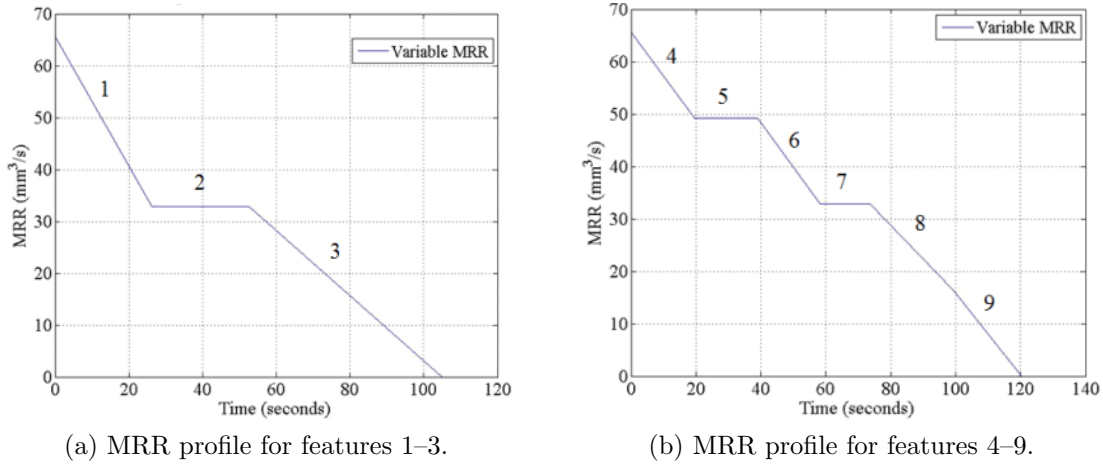 70
60
50
40
30
20
10
0
MRR (mm³/s)
Variable MRR
1
2
3
0 20 40 60 80 100 120
Time (seconds)
(a) MRR profile for features 1–3.
70
60
50
40
30
20
10
0
MRR (mm³/s)
Variable MRR
4
5
6
7
8
9
0 20 40 60 80 100 120 140
Time (seconds)
(b) MRR profile for features 4–9.